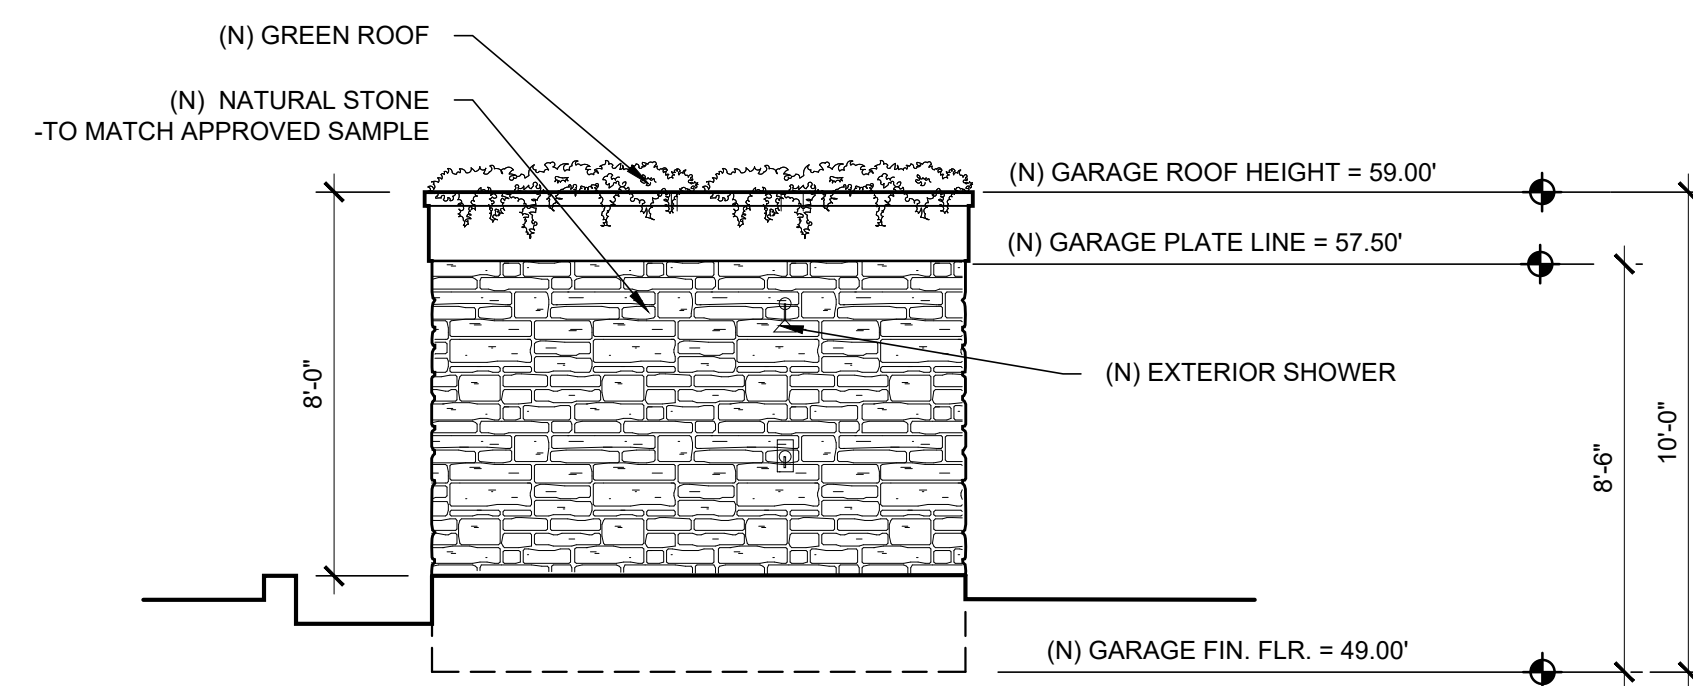 (N) GREEN ROOF
(N) NATURAL STONE
-TO MATCH APPROVED SAMPLE
(N) GARAGE ROOF HEIGHT = 59.00'
(N) GARAGE PLATE LINE = 57.50'
8'-0"
(N) EXTERIOR SHOWER
8'-6"
10'-0"
(N) GARAGE FIN. FLR. = 49.00'